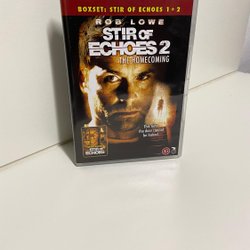 BOXSET: STIR OF ECHOES 1 + 2
ROB LOWE
STIR OF
ECHOES 2
THE HOMECOMING
STIR OF
ECHOES